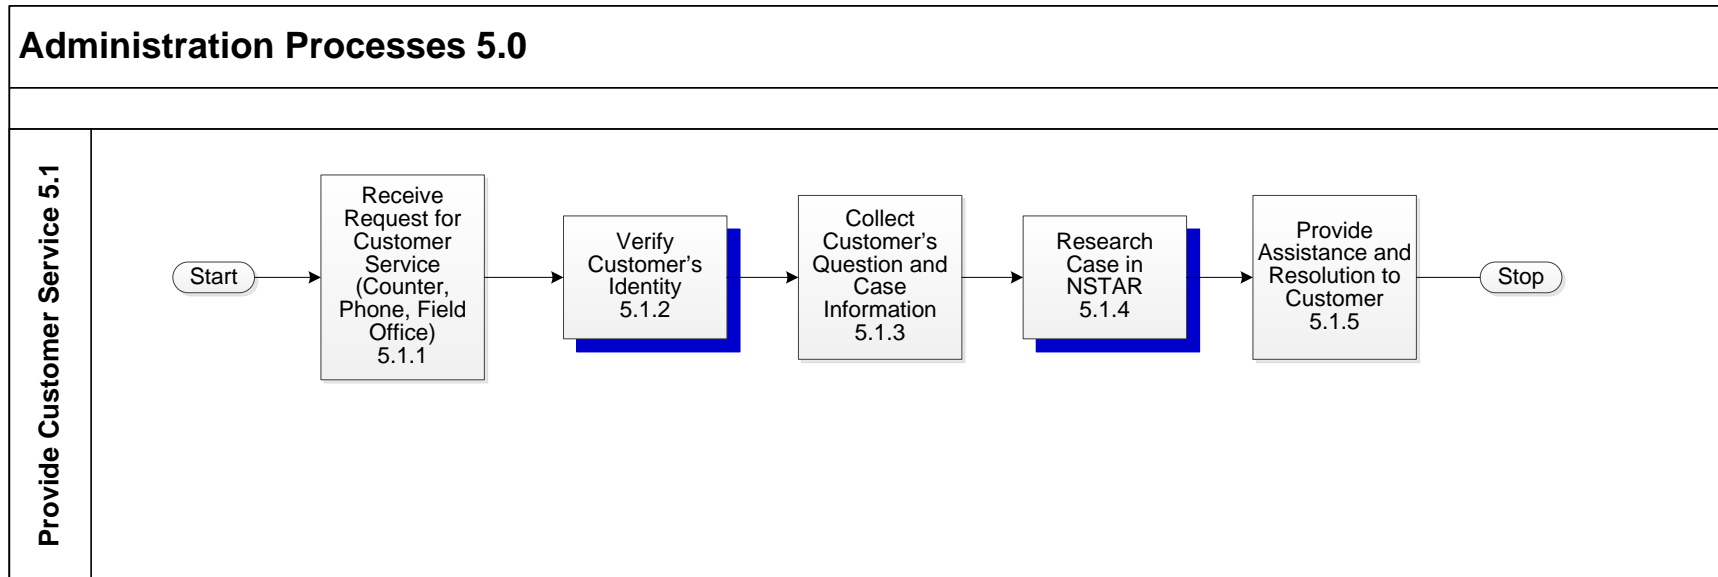 Administration Processes 5.0
Provide Customer Service 5.1
Start
Receive
Request for
Customer
Service
(Counter,
Phone, Field
Office)
5.1.1
Verify
Customer's
Identity
5.1.2
Collect
Customer's
Question and
Case
Information
5.1.3
Research
Case in
NSTAR
5.1.4
Provide
Assistance and
Resolution to
Customer
5.1.5
Stop